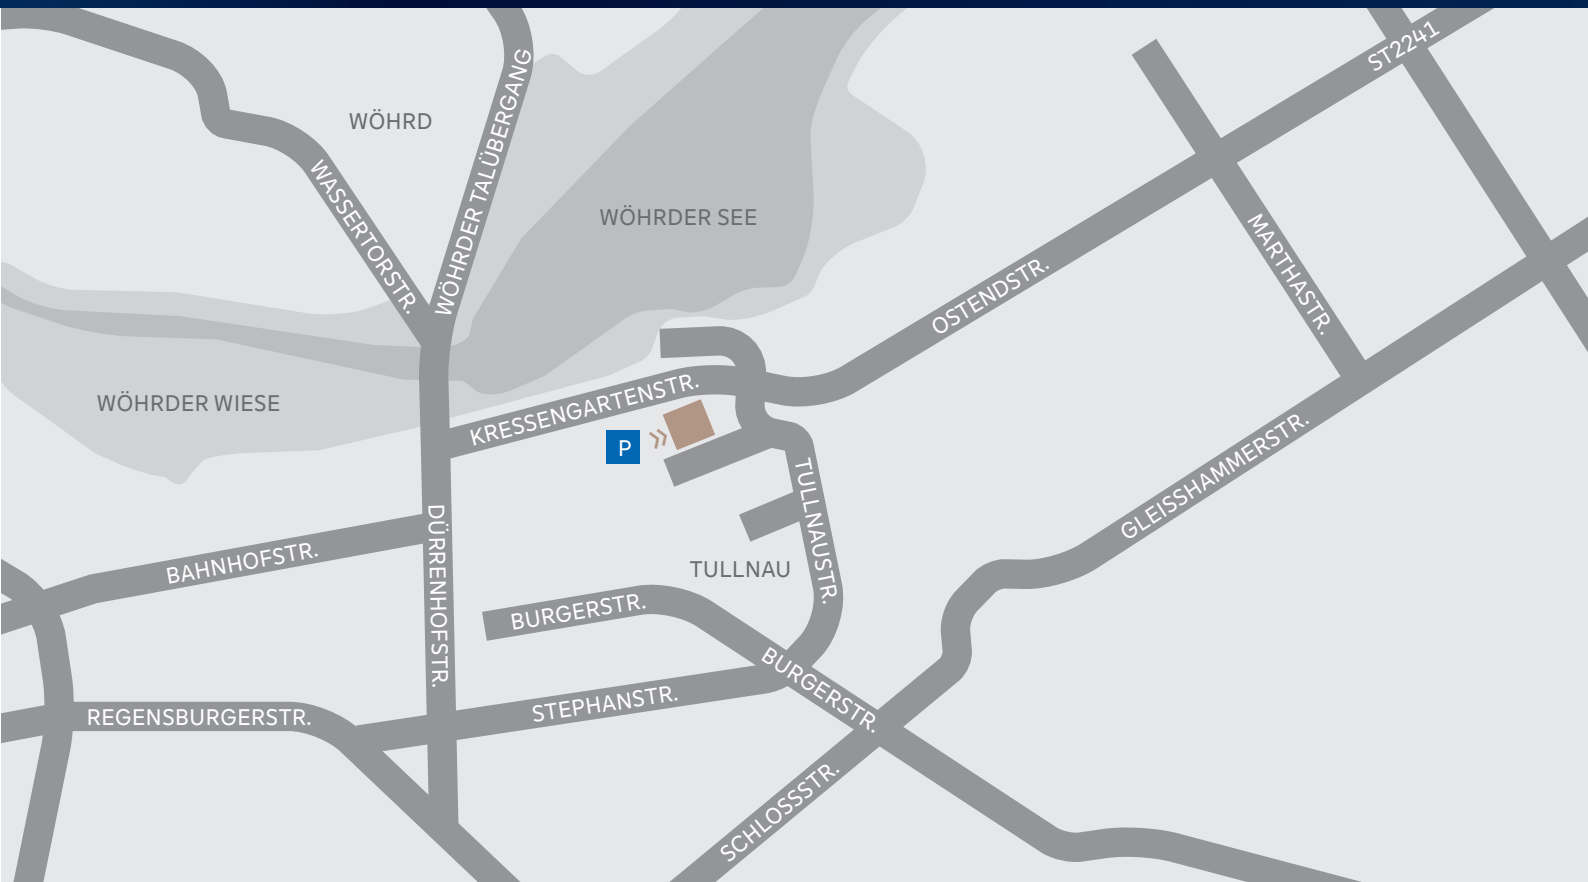 ST2241
WÖHRD
WÖHRDER TALÜBERGANG
WASSERTORSTR.
WÖHRDER SEE
MARTHASTR.
OSTENDSTR.
WÖHRDER WIESE
KRESSENGARTENSTR.
P
GLEISSHAMMERSTR.
TULLNAUSTR.
DÜRRENHOFSTR.
BAHNHOFSTR.
TULLNAU
BURGERSTR.
BURGERSTR.
STEPHANSTR.
REGENSBURGERSTR.
SCHLOSSSTR.